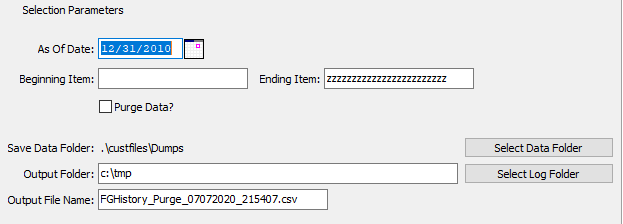 Selection Parameters
As Of Date: 12/31/2010
Beginning Item: Ending Item: zzzzzzzzzzzzzzzzzzzzzzzz
Purge Data?
Save Data Folder: .\custfiles\Dumps Select Data Folder
Output Folder: c:\tmp Select Log Folder
Output File Name: FGHistory_Purge_07072020_215407.csv